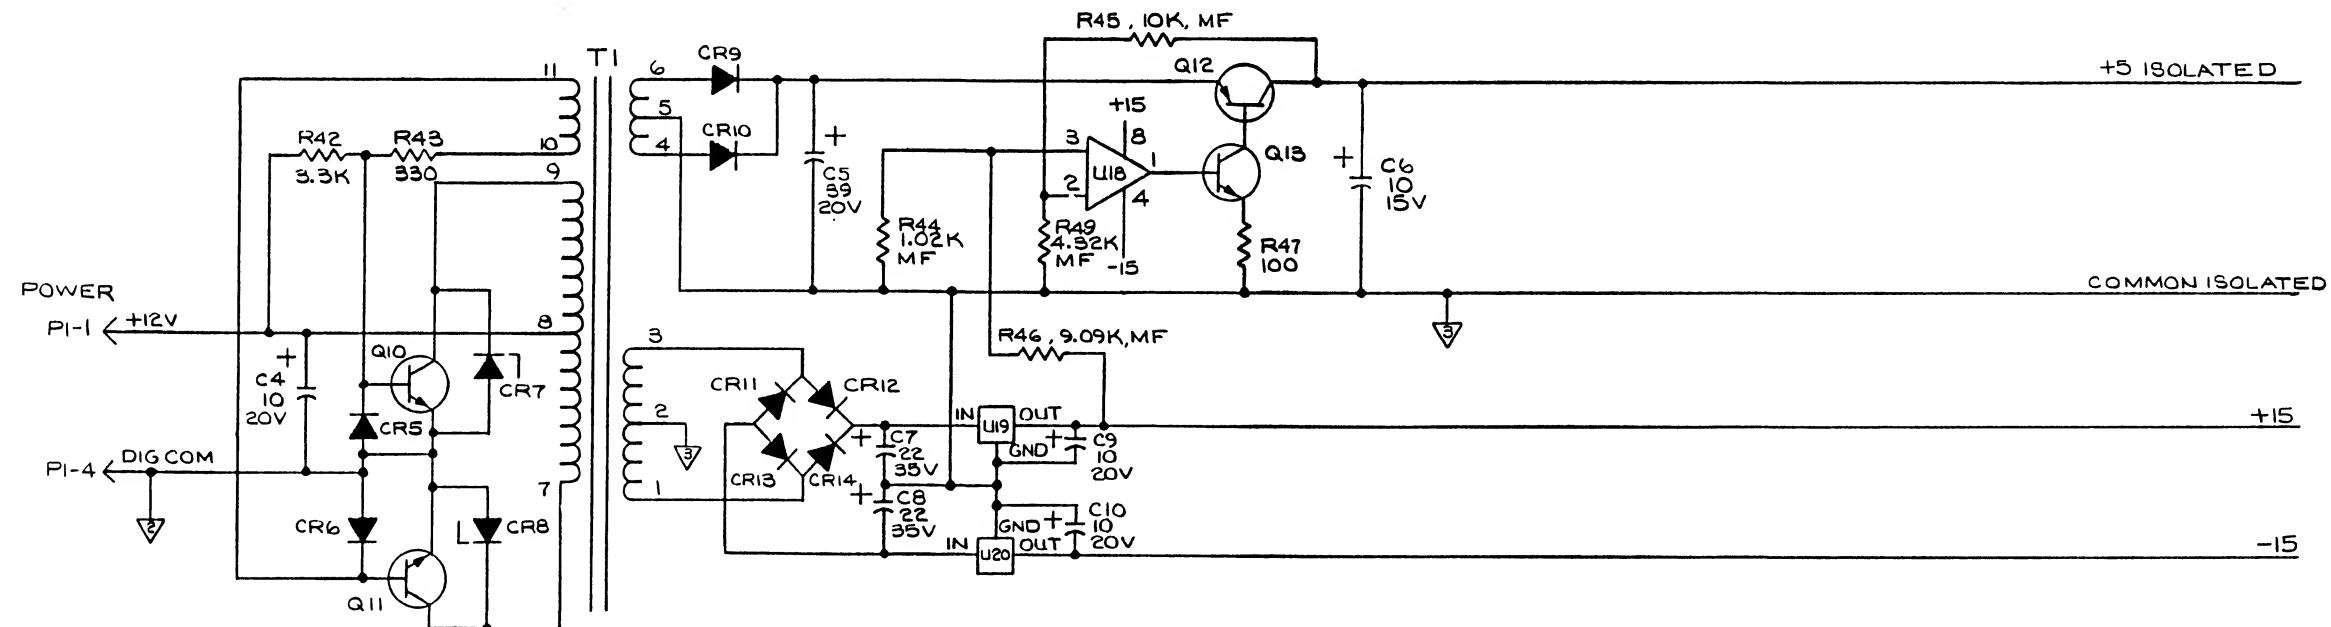 R45, 10K, MF
T1
CR9
11
6
Q12
+5 ISOLATED
5
+15
R42
R43
10
CR10
4
+
3
8
Q13
3.3K
330
9
U18
1
+
C6
10
15V
C5
39
20V
2
4
R44
1.02K
MF
R49
4.32K
MF
-15
R47
100
POWER
COMMON ISOLATED
P1-1
+12V
8
3
R46, 9.09K, MF
3
+
Q10
C4
10
20V
CR7
CR11
CR12
2
IN
U19
OUT
+15
CR5
3
+
C7
22
35V
GND
+
C9
10
20V
P1-4
DIG COM
7
1
CR13
CR14
+
C8
22
35V
2
CR6
CR8
GND
+
C10
10
20V
IN
U20
OUT
-15
Q11